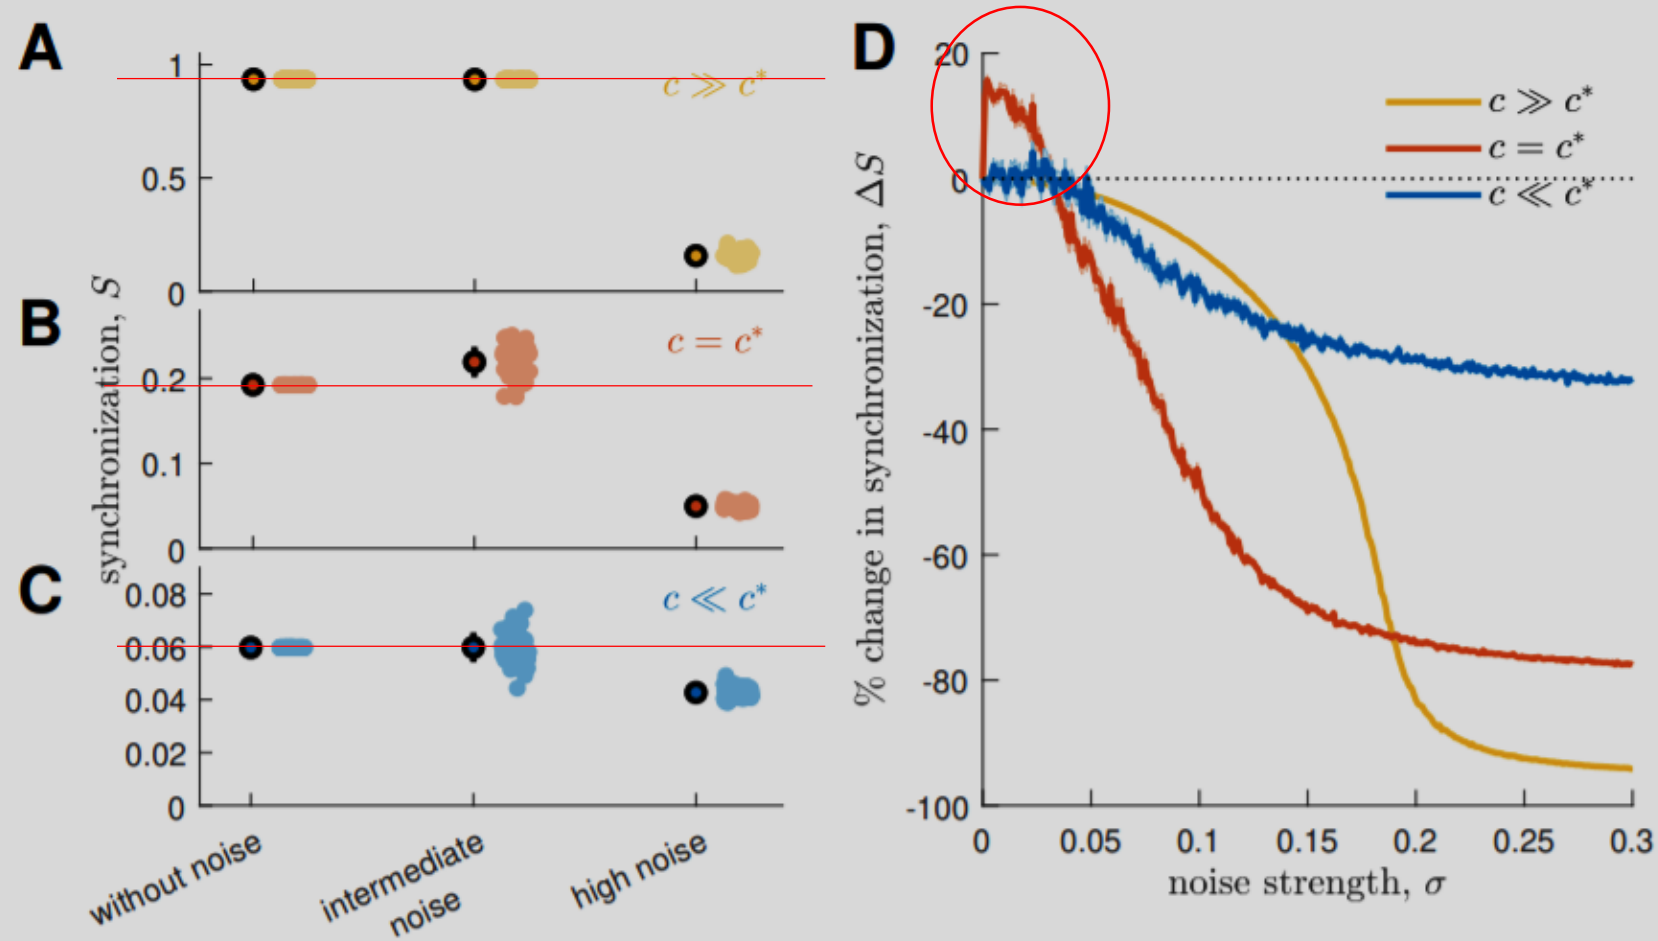 A
1
0.5
0
c ≫ c*
B
0.2
0.1
0
c = c*
C
0.08
0.06
0.04
0.02
0
c ≪ c*
synchronization, S
without noise
intermediate
noise
high noise
D
20
0
-20
-40
-60
-80
-100
% change in synchronization, ΔS
c ≫ c*
c = c*
c ≪ c*
0 0.05 0.1 0.15 0.2 0.25 0.3
noise strength, σ